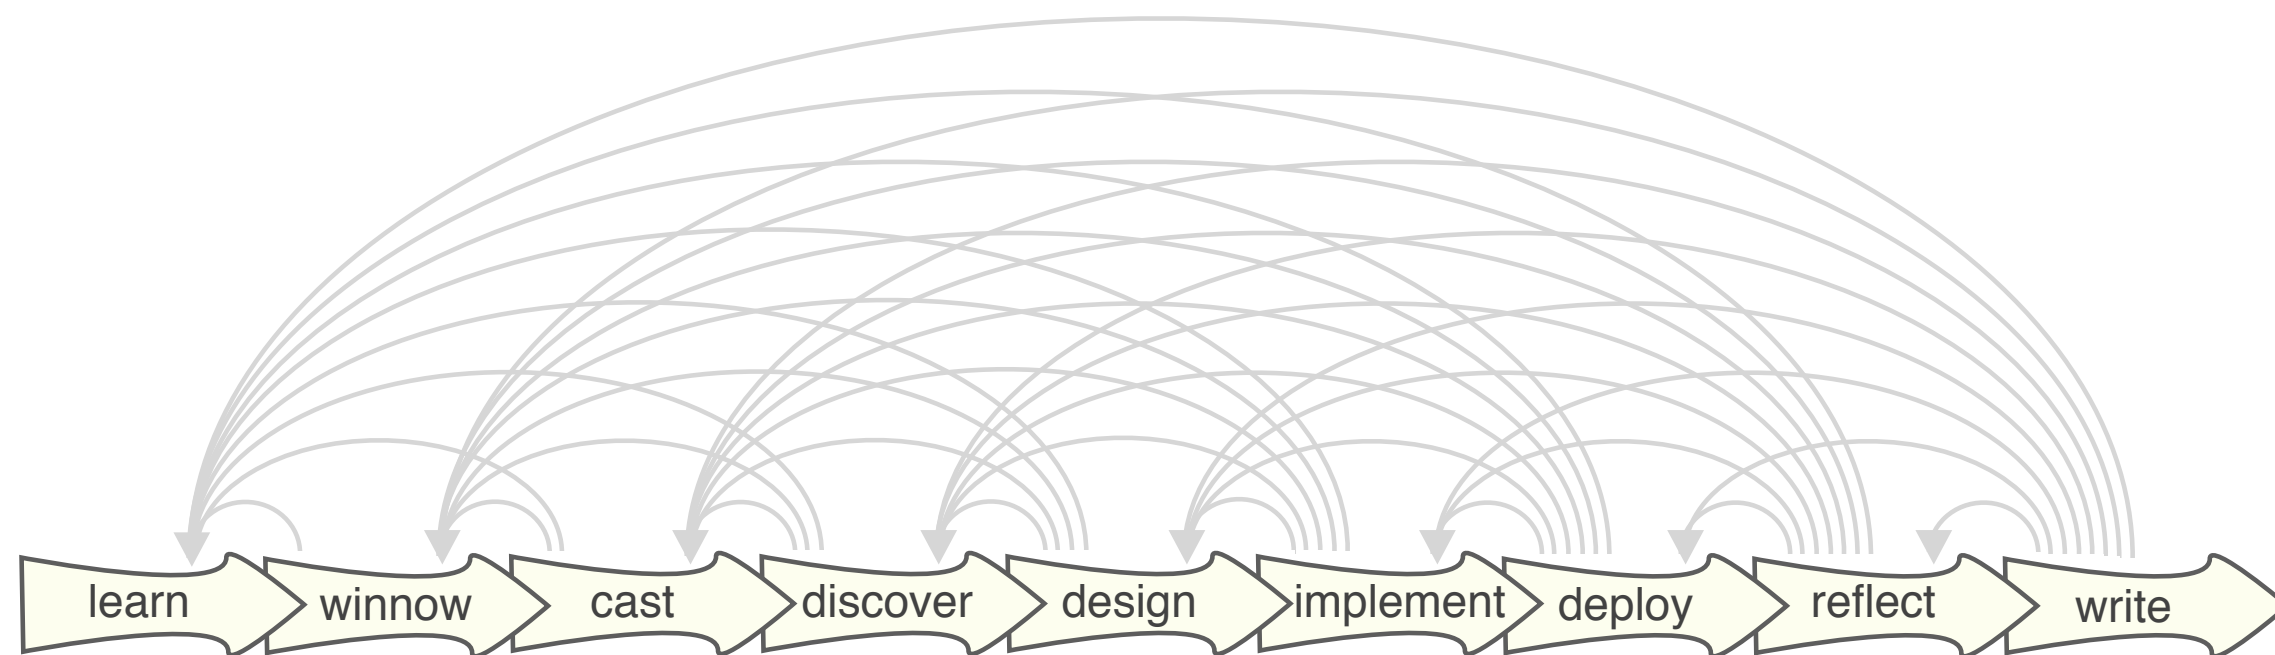 learn
winnow
cast
discover
design
implement
deploy
reflect
write